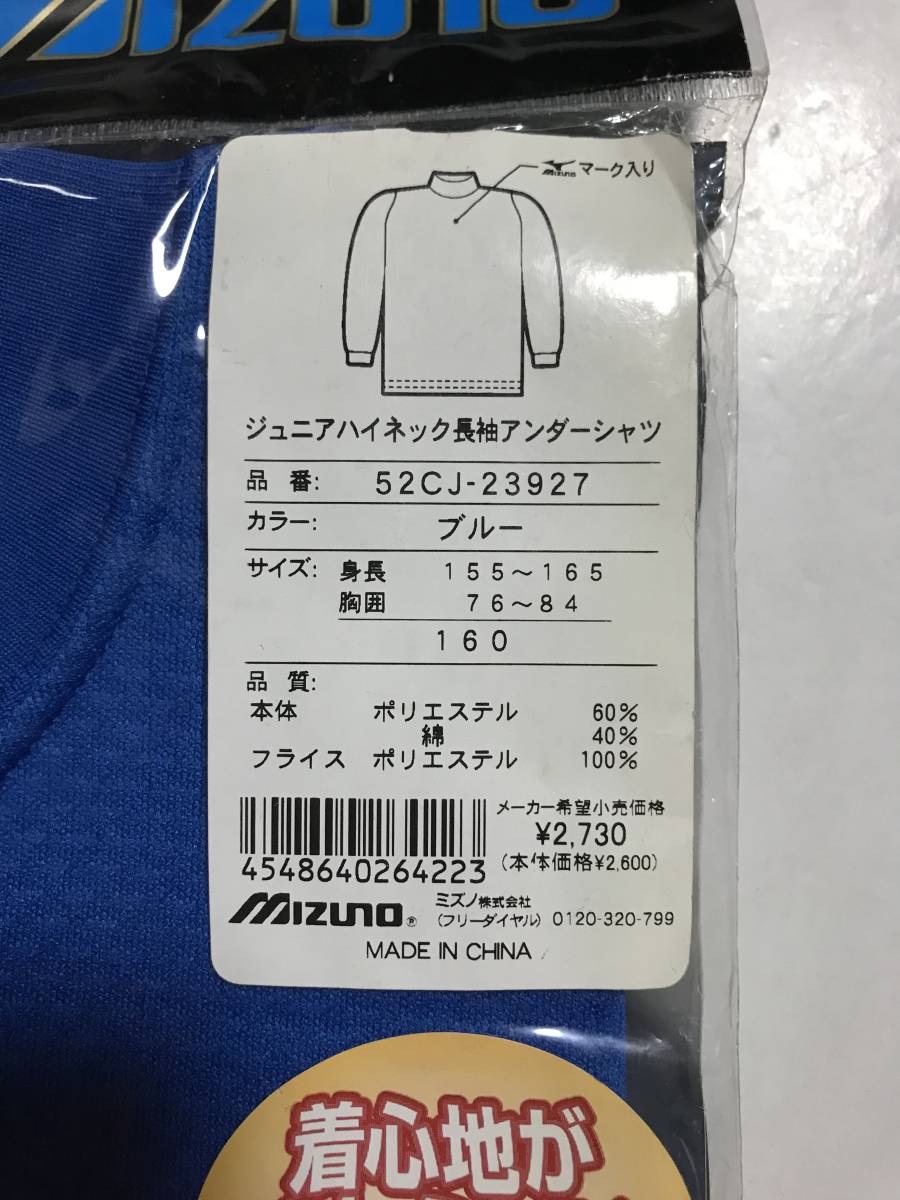 MIZUNO
MIZUNO マーク入り
ジュニアハイネック長袖アンダーシャツ
品 番: 52CJ-23927
カラー: ブルー
サイズ: 身長 155～165
胸囲 76～84
160
品 質:
本体 ポリエステル 60%
綿 40%
フライス ポリエステル 100%
メーカー希望小売価格
¥2,730
(本体価格¥2,600)
4548640264223
MIZUNO® ミズノ株式会社
(フリーダイヤル) 0120-320-799
MADE IN CHINA
着心地が